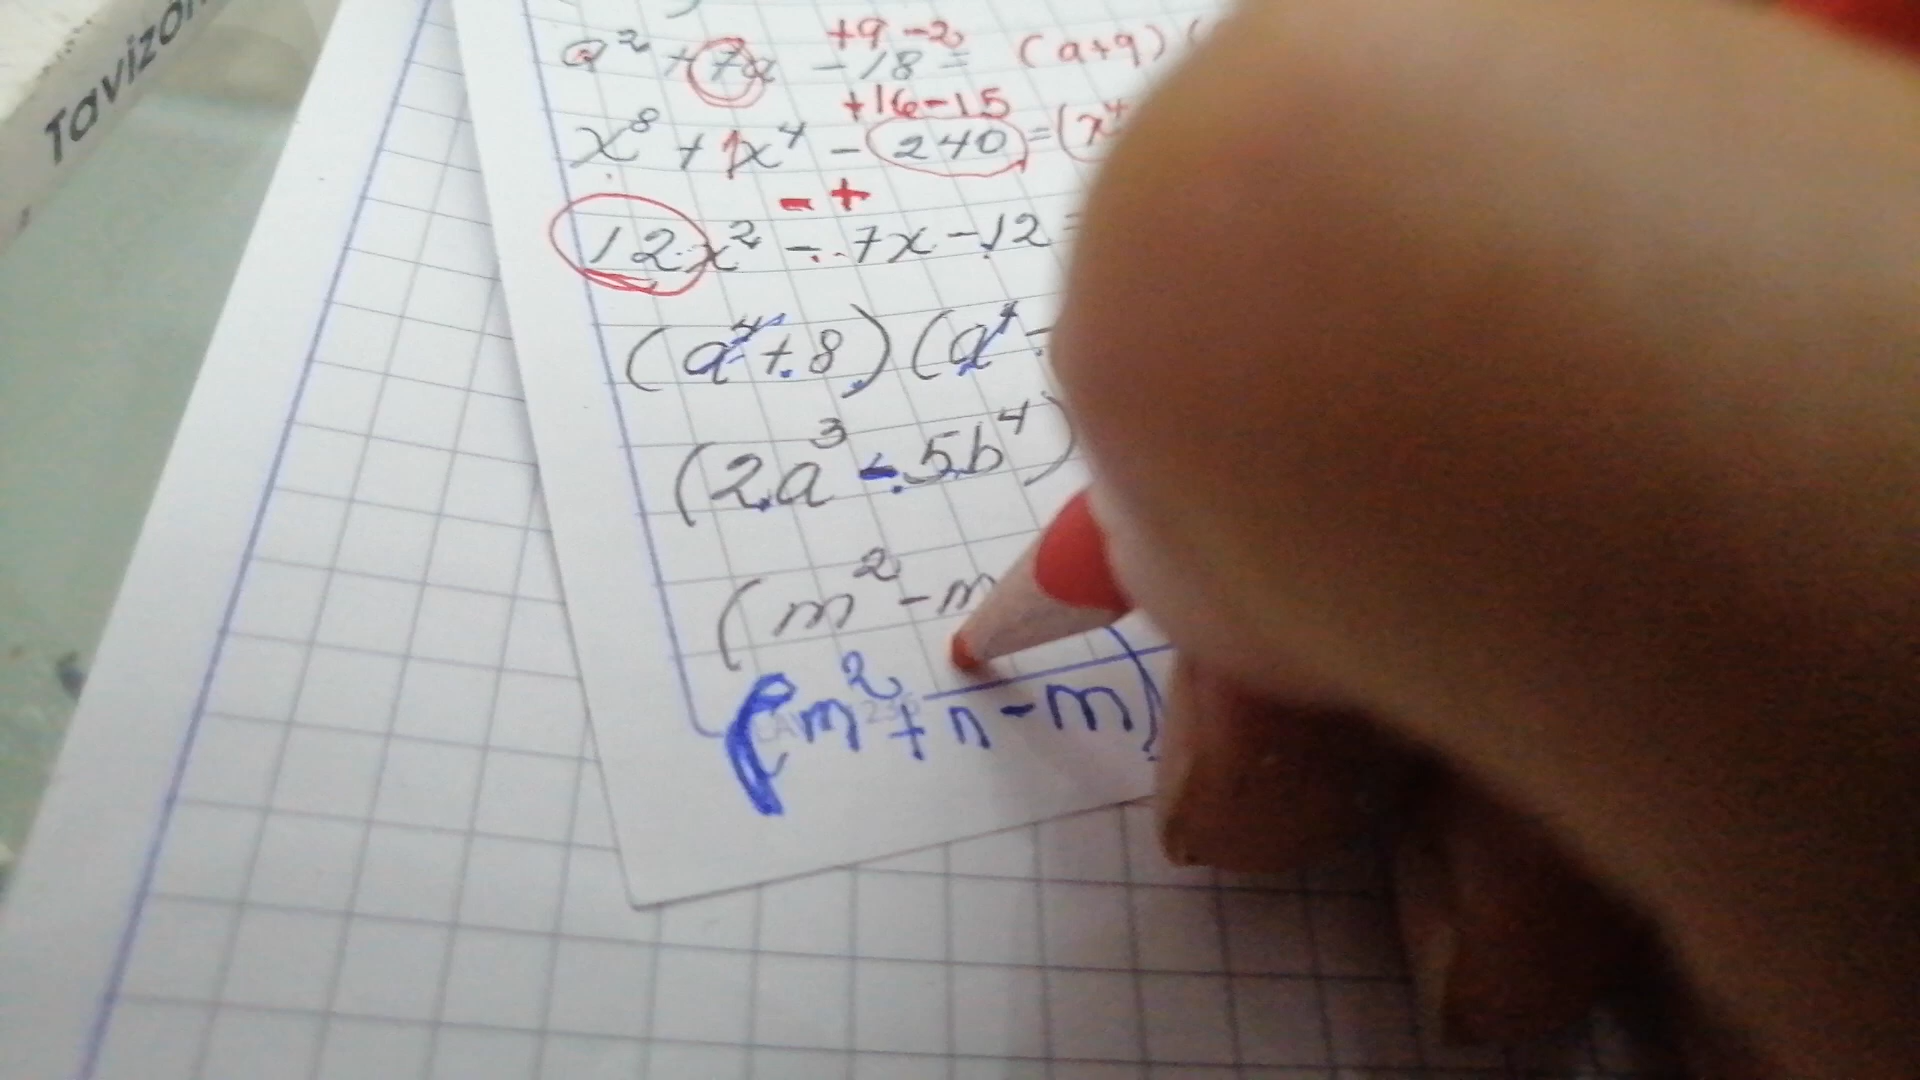 Tavizon
+9 -2
a² + 7a - 18 = (a+9)(
+16-15
x⁸ + 1x⁴ - 240 = (x⁴
- +
12x² - 7x - 12 =
(a⁴ + 8)(a⁴ -
(2a³ - 5b⁴)
(m² - m
(m² + n - m)